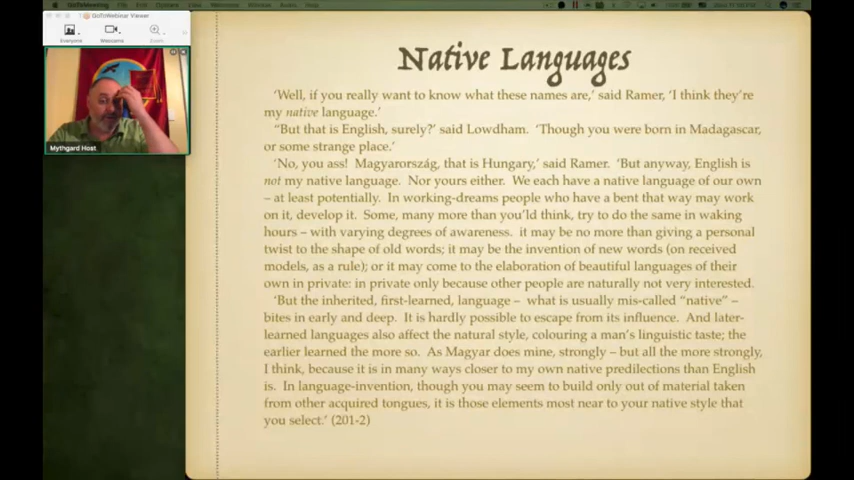 GoToWebinar Viewer
Everyone
Webcams
Mythgard Host
Native Languages
‘Well, if you really want to know what these names are,’ said Ramer, ‘I think they’re
my native language.’
“But that is English, surely?’ said Lowdham. ‘Though you were born in Madagascar,
or some strange place.’
‘No, you ass! Magyarország, that is Hungary,’ said Ramer. ‘But anyway, English is
not my native language. Nor yours either. We each have a native language of our own
– at least potentially. In working-dreams people who have a bent that way may work
on it, develop it. Some, many more than you’ld think, try to do the same in waking
hours – with varying degrees of awareness. it may be no more than giving a personal
twist to the shape of old words; it may be the invention of new words (on received
models, as a rule); or it may come to the elaboration of beautiful languages of their
own in private: in private only because other people are naturally not very interested.
‘But the inherited, first-learned, language – what is usually mis-called “native” –
bites in early and deep. It is hardly possible to escape from its influence. And later-
learned languages also affect the natural style, colouring a man’s linguistic taste; the
earlier learned the more so. As Magyar does mine, strongly – but all the more strongly,
I think, because it is in many ways closer to my own native predilections than English
is. In language-invention, though you may seem to build only out of material taken
from other acquired tongues, it is those elements most near to your native style that
you select.’ (201-2)